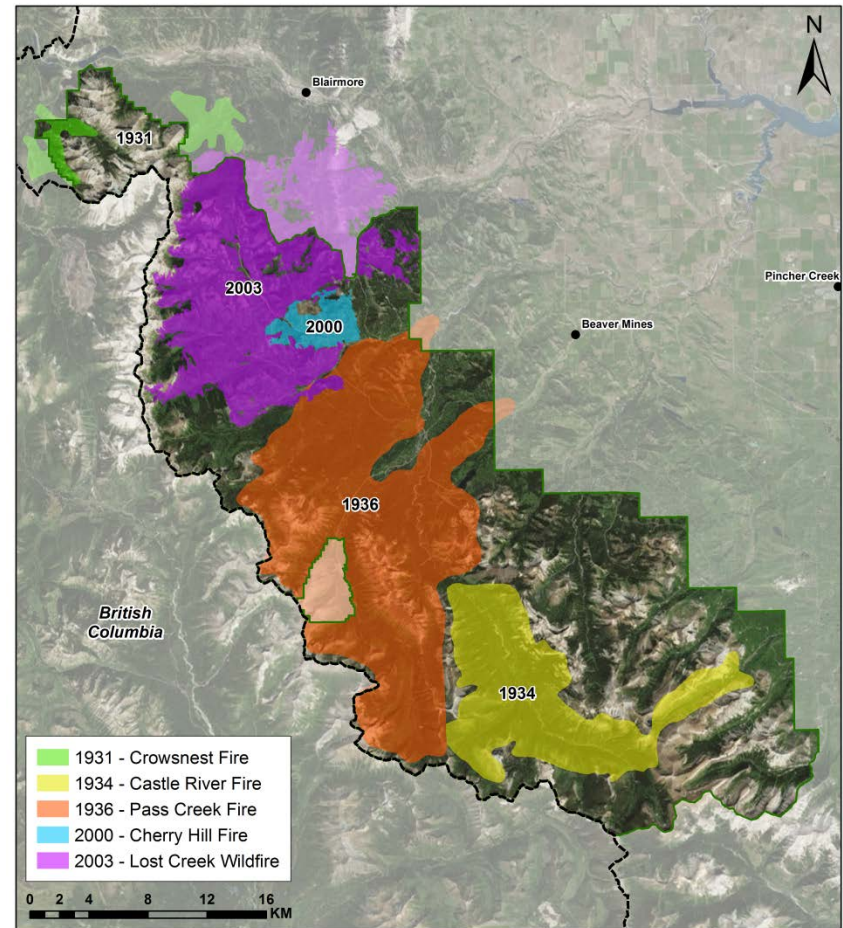 N
Blairmore
1931
Pincher Creek
2003
2000
Beaver Mines
1936
British
Columbia
1934
1931 - Crowsnest Fire
1934 - Castle River Fire
1936 - Pass Creek Fire
2000 - Cherry Hill Fire
2003 - Lost Creek Wildfire
0 2 4 8 12 16
KM